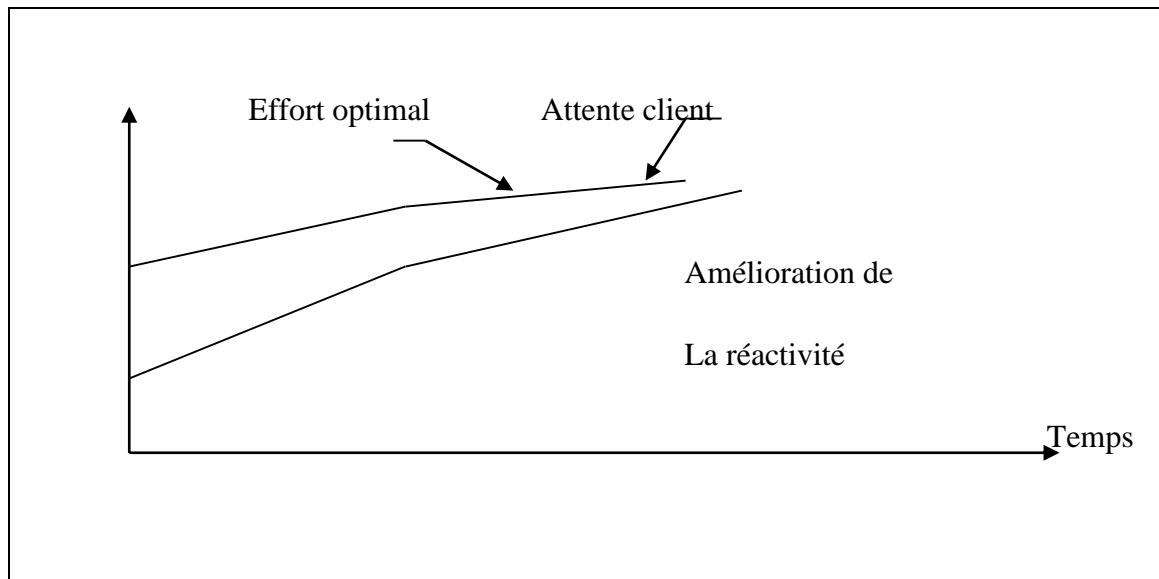 Effort optimal
Attente client
Amélioration de
La réactivité
Temps